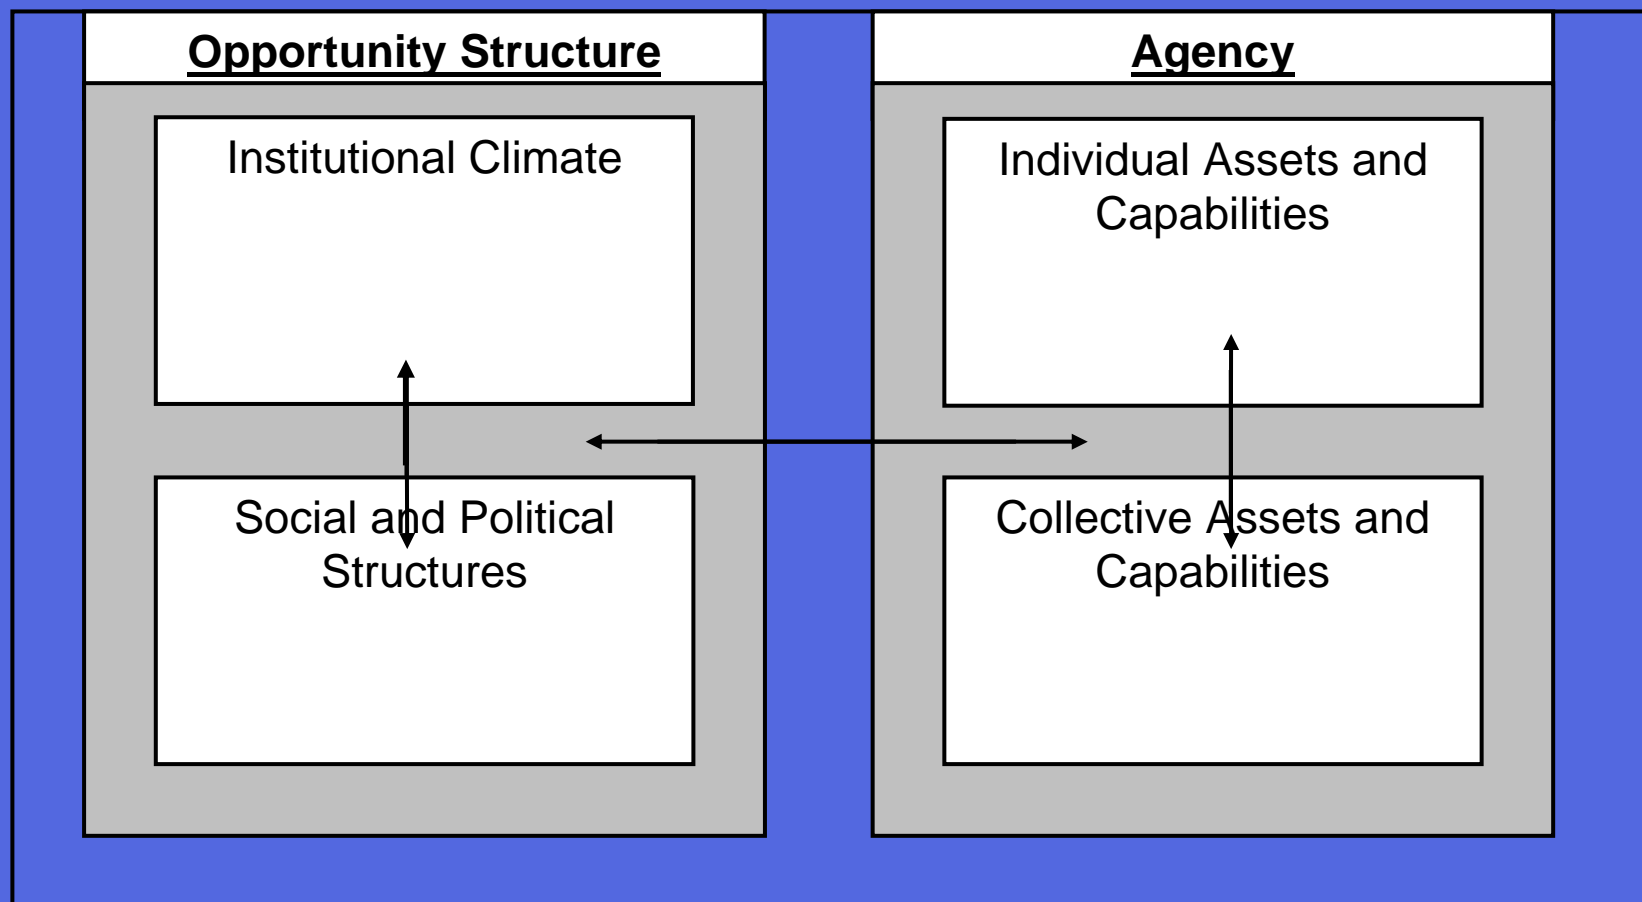 Opportunity Structure
Institutional Climate
Social and Political
Structures
Agency
Individual Assets and
Capabilities
Collective Assets and
Capabilities